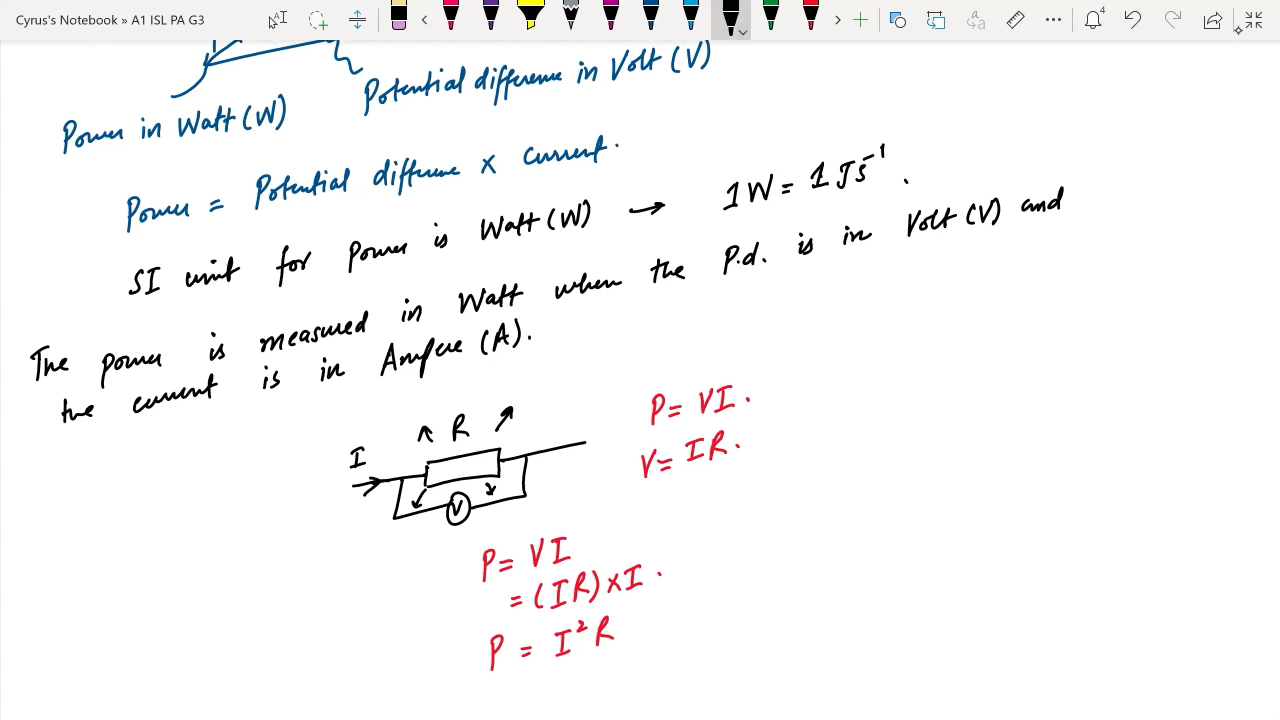 Cyrus's Notebook » A1 ISL PA G3
4
Power in Watt (W)
Potential difference in Volt (V)
Power = Potential difference × current.
SI unit for power is Watt (W) → 1 W = 1 Js⁻¹.
The power is measured in Watt when the P.d. is in Volt (V) and
the current is in Ampere (A).
R
I
V
P = VI.
V = IR.
P = VI
= (IR) × I.
P = I²R